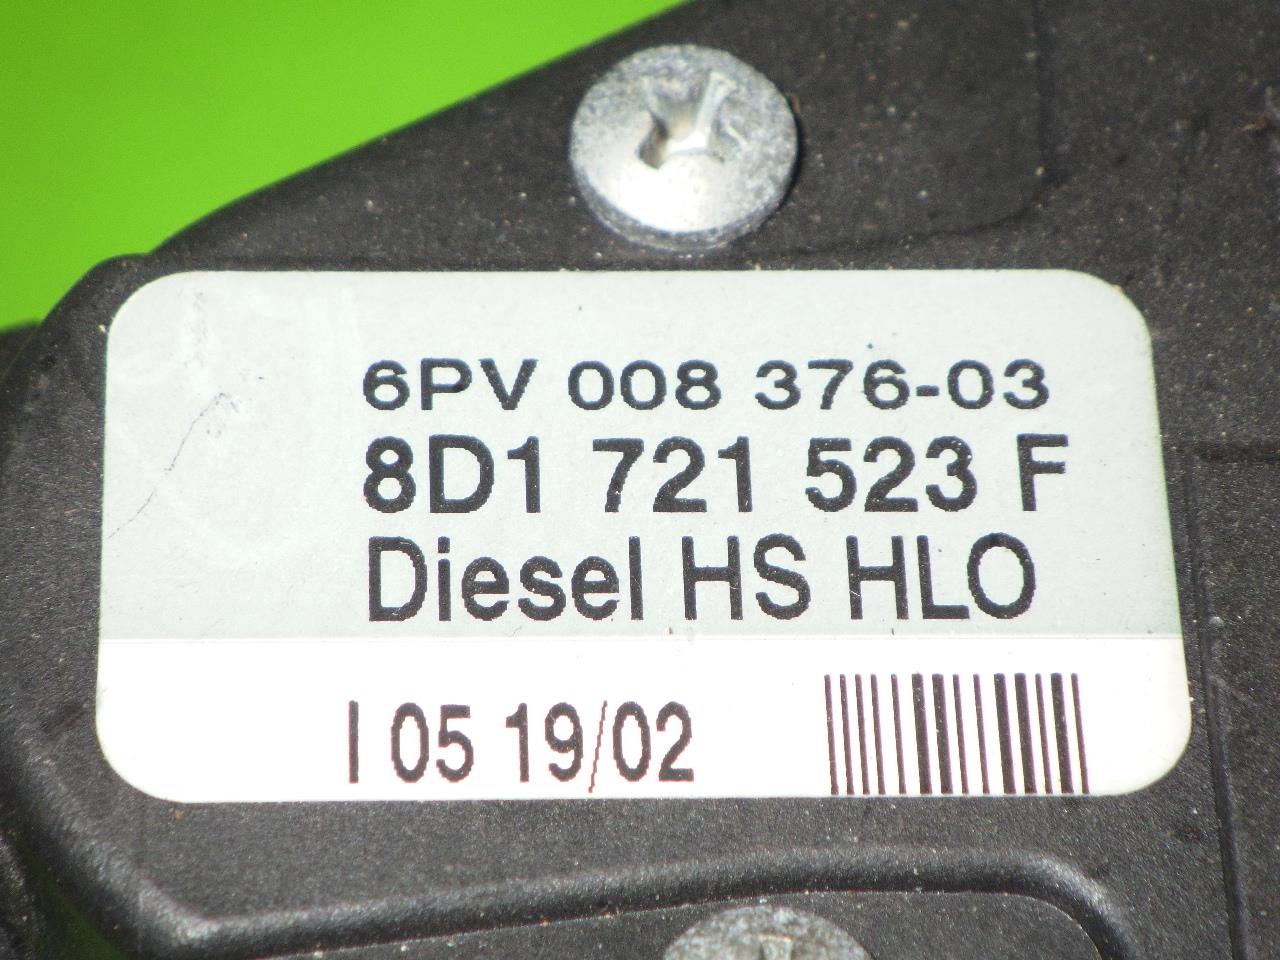 6PV 008 376-03
8D1 721 523 F
Diesel HS HLO
I 05 19/02